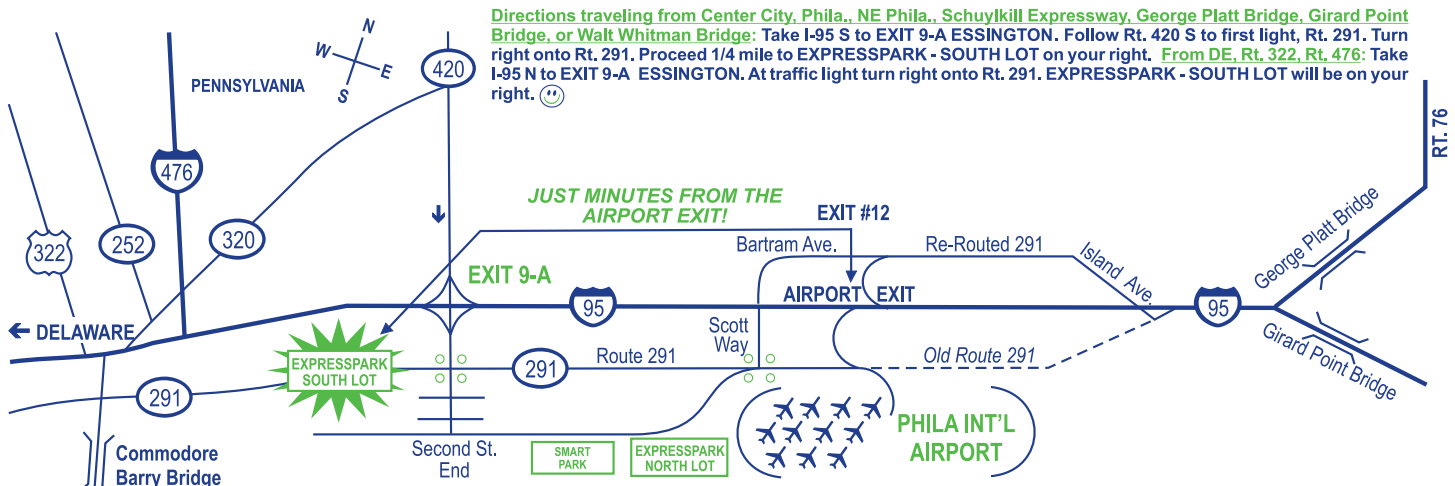 Directions traveling from Center City, Phila., NE Phila., Schuylkill Expressway, George Platt Bridge, Girard Point
Bridge, or Walt Whitman Bridge: Take I-95 S to EXIT 9-A ESSINGTON. Follow Rt. 420 S to first light, Rt. 291. Turn
right onto Rt. 291. Proceed 1/4 mile to EXPRESSPARK - SOUTH LOT on your right. From DE, Rt. 322, Rt. 476: Take
I-95 N to EXIT 9-A ESSINGTON. At traffic light turn right onto Rt. 291. EXPRESSPARK - SOUTH LOT will be on your
right.
N
W
E
S
420
PENNSYLVANIA
RT. 76
476
JUST MINUTES FROM THE
AIRPORT EXIT!
EXIT #12
322
252
320
Bartram Ave.
Re-Routed 291
Island Ave.
George Platt Bridge
EXIT 9-A
AIRPORT EXIT
95
95
DELAWARE
Scott
Way
Route 291
Old Route 291
Girard Point Bridge
EXPRESSPARK
SOUTH LOT
291
291
PHILA INT'L
AIRPORT
Second St.
End
SMART
PARK
EXPRESSPARK
NORTH LOT
Commodore
Barry Bridge